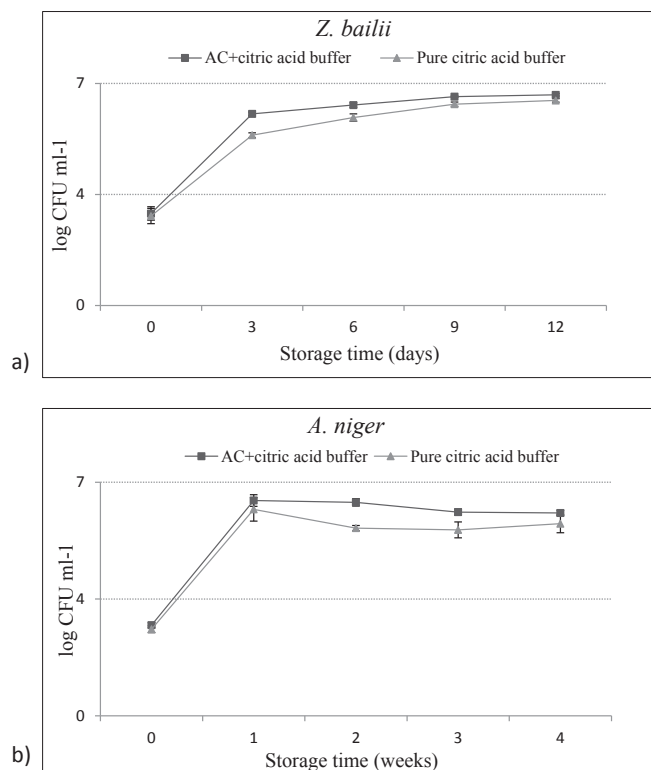 Z. bailii
AC+citric acid buffer Pure citric acid buffer
7
4
0
log CFU ml-1
0 3 6 9 12
Storage time (days)
a)
A. niger
AC+citric acid buffer Pure citric acid buffer
7
4
0
log CFU ml-1
0 1 2 3 4
Storage time (weeks)
b)